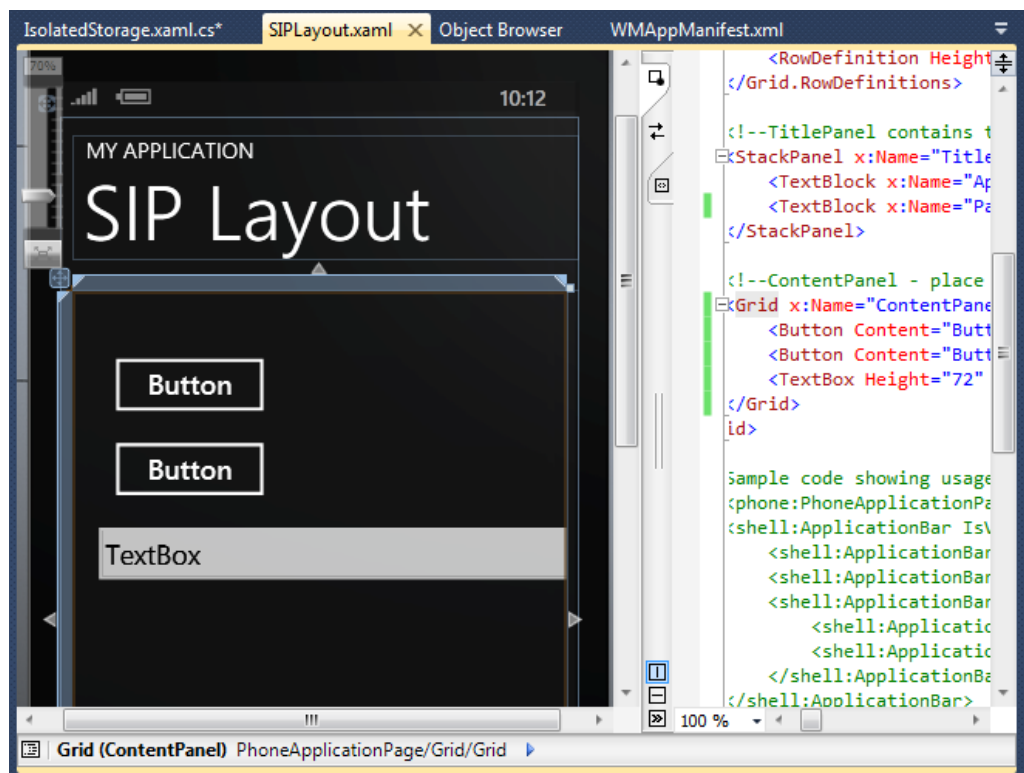 IsolatedStorage.xaml.cs* SIPLayout.xaml Object Browser WMAppManifest.xml
70%
10:12
MY APPLICATION
SIP Layout
Button
Button
TextBox
<RowDefinition Height
</Grid.RowDefinitions>
<!--TitlePanel contains t
<StackPanel x:Name="Title
<TextBlock x:Name="Ap
<TextBlock x:Name="Pa
</StackPanel>
<!--ContentPanel - place
<Grid x:Name="ContentPane
<Button Content="Butt
<Button Content="Butt
<TextBox Height="72"
</Grid>
id>
Sample code showing usage
<phone:PhoneApplicationPa
<shell:ApplicationBar IsV
<shell:ApplicationBar
<shell:ApplicationBar
<shell:ApplicationBar
<shell:Applicatio
<shell:Applicatio
</shell:ApplicationBa
</shell:ApplicationBar>
100 %
Grid (ContentPanel) PhoneApplicationPage/Grid/Grid